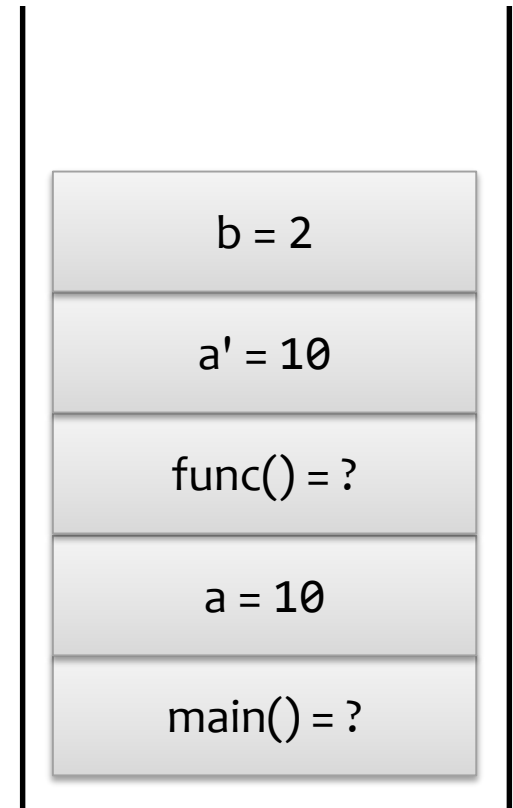 b = 2
a' = 10
func() = ?
a = 10
main() = ?